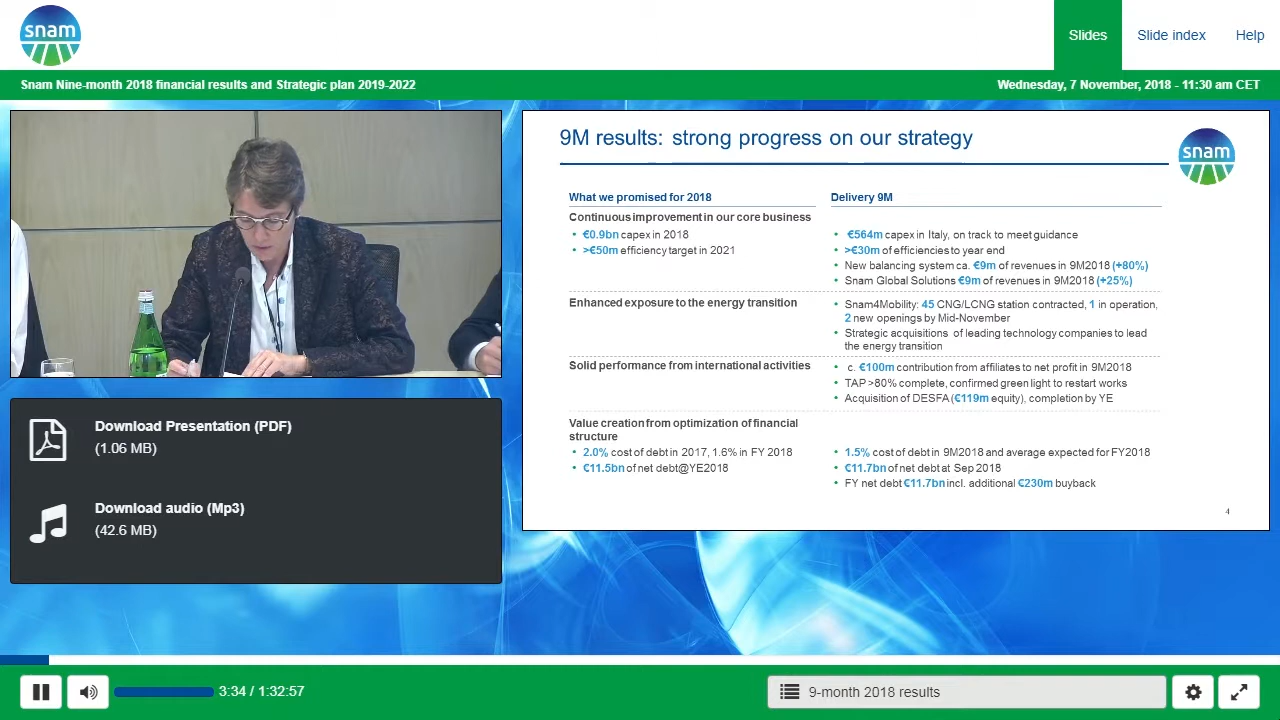 snam
Slides
Slide index
Help
Snam Nine-month 2018 financial results and Strategic plan 2019-2022
Wednesday, 7 November, 2018 - 11:30 am CET
9M results: strong progress on our strategy
snam
What we promised for 2018
Delivery 9M
Continuous improvement in our core business
• €0.9bn capex in 2018
• >€50m efficiency target in 2021
• €564m capex in Italy, on track to meet guidance
• >€30m of efficiencies to year end
• New balancing system ca. €9m of revenues in 9M2018 (+80%)
• Snam Global Solutions €9m of revenues in 9M2018 (+25%)
Enhanced exposure to the energy transition
• Snam4Mobility: 45 CNG/LCNG station contracted, 1 in operation,
2 new openings by Mid-November
• Strategic acquisitions of leading technology companies to lead
the energy transition
Solid performance from international activities
• c. €100m contribution from affiliates to net profit in 9M2018
• TAP >80% complete, confirmed green light to restart works
• Acquisition of DESFA (€119m equity), completion by YE
Value creation from optimization of financial
structure
• 2.0% cost of debt in 2017, 1.6% in FY 2018
• €11.5bn of net debt@YE2018
• 1.5% cost of debt in 9M2018 and average expected for FY2018
• €11.7bn of net debt at Sep 2018
• FY net debt €11.7bn incl. additional €230m buyback
4
Download Presentation (PDF)
(1.06 MB)
Download audio (Mp3)
(42.6 MB)
3:34 / 1:32:57
9-month 2018 results